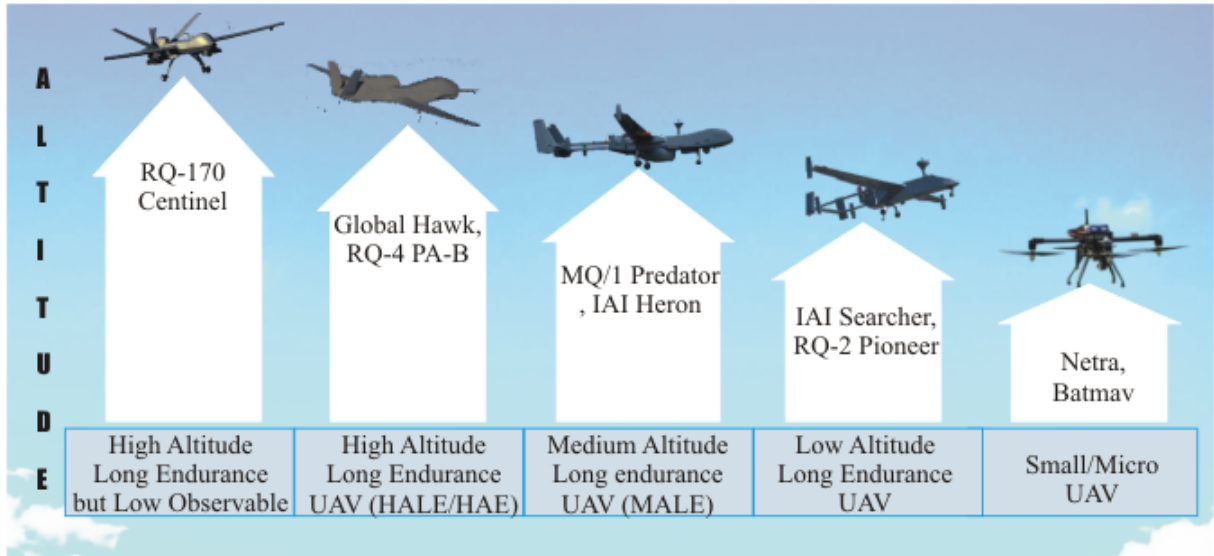 ALTITUDE
RQ-170
Centinel
Global Hawk,
RQ-4 PA-B
MQ/1 Predator
, IAI Heron
IAI Searcher,
RQ-2 Pioneer
Netra,
Batmav
High Altitude
Long Endurance
but Low Observable
High Altitude
Long Endurance
UAV (HALE/HAE)
Medium Altitude
Long endurance
UAV (MALE)
Low Altitude
Long Endurance
UAV
Small/Micro
UAV